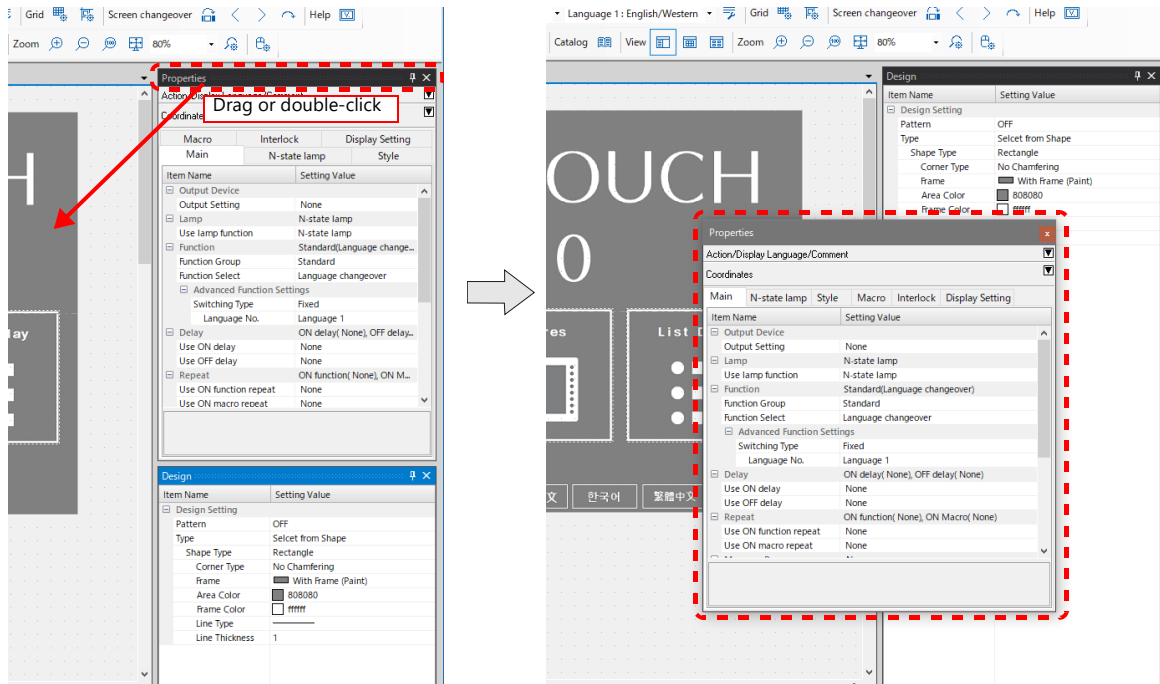 Grid
Screen changeover
Help
Zoom
100
80%
Properties
Action/Display Language/Comment
Drag or double-click
Coordinates
Macro Interlock Display Setting
Main N-state lamp Style
Item Name Setting Value
Output Device
Output Setting None
Lamp N-state lamp
Use lamp function N-state lamp
Function Standard(Language change...
Function Group Standard
Function Select Language changeover
Advanced Function Settings
Switching Type Fixed
Language No. Language 1
Delay ON delay( None), OFF delay...
Use ON delay None
Use OFF delay None
Repeat ON function( None), ON M...
Use ON function repeat None
Use ON macro repeat None
H
lay
Design
Item Name Setting Value
Design Setting
Pattern OFF
Type Selcet from Shape
Shape Type Rectangle
Corner Type No Chamfering
Frame With Frame (Paint)
Area Color 808080
Frame Color ffffff
Line Type
Line Thickness 1
Language 1 : English/Western
Grid
Screen changeover
Help
Catalog
View
Zoom
100
80%
OUCH
0
es
List D
文
한국어
繁體中文
Design
Item Name Setting Value
Design Setting
Pattern OFF
Type Selcet from Shape
Shape Type Rectangle
Corner Type No Chamfering
Frame With Frame (Paint)
Area Color 808080
Frame Color ffffff
Properties
x
Action/Display Language/Comment
Coordinates
Main N-state lamp Style Macro Interlock Display Setting
Item Name Setting Value
Output Device
Output Setting None
Lamp N-state lamp
Use lamp function N-state lamp
Function Standard(Language changeover)
Function Group Standard
Function Select Language changeover
Advanced Function Settings
Switching Type Fixed
Language No. Language 1
Delay ON delay( None), OFF delay( None)
Use ON delay None
Use OFF delay None
Repeat ON function( None), ON Macro( None)
Use ON function repeat None
Use ON macro repeat None